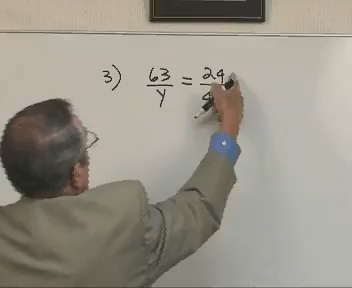 3) 63/y = 24/